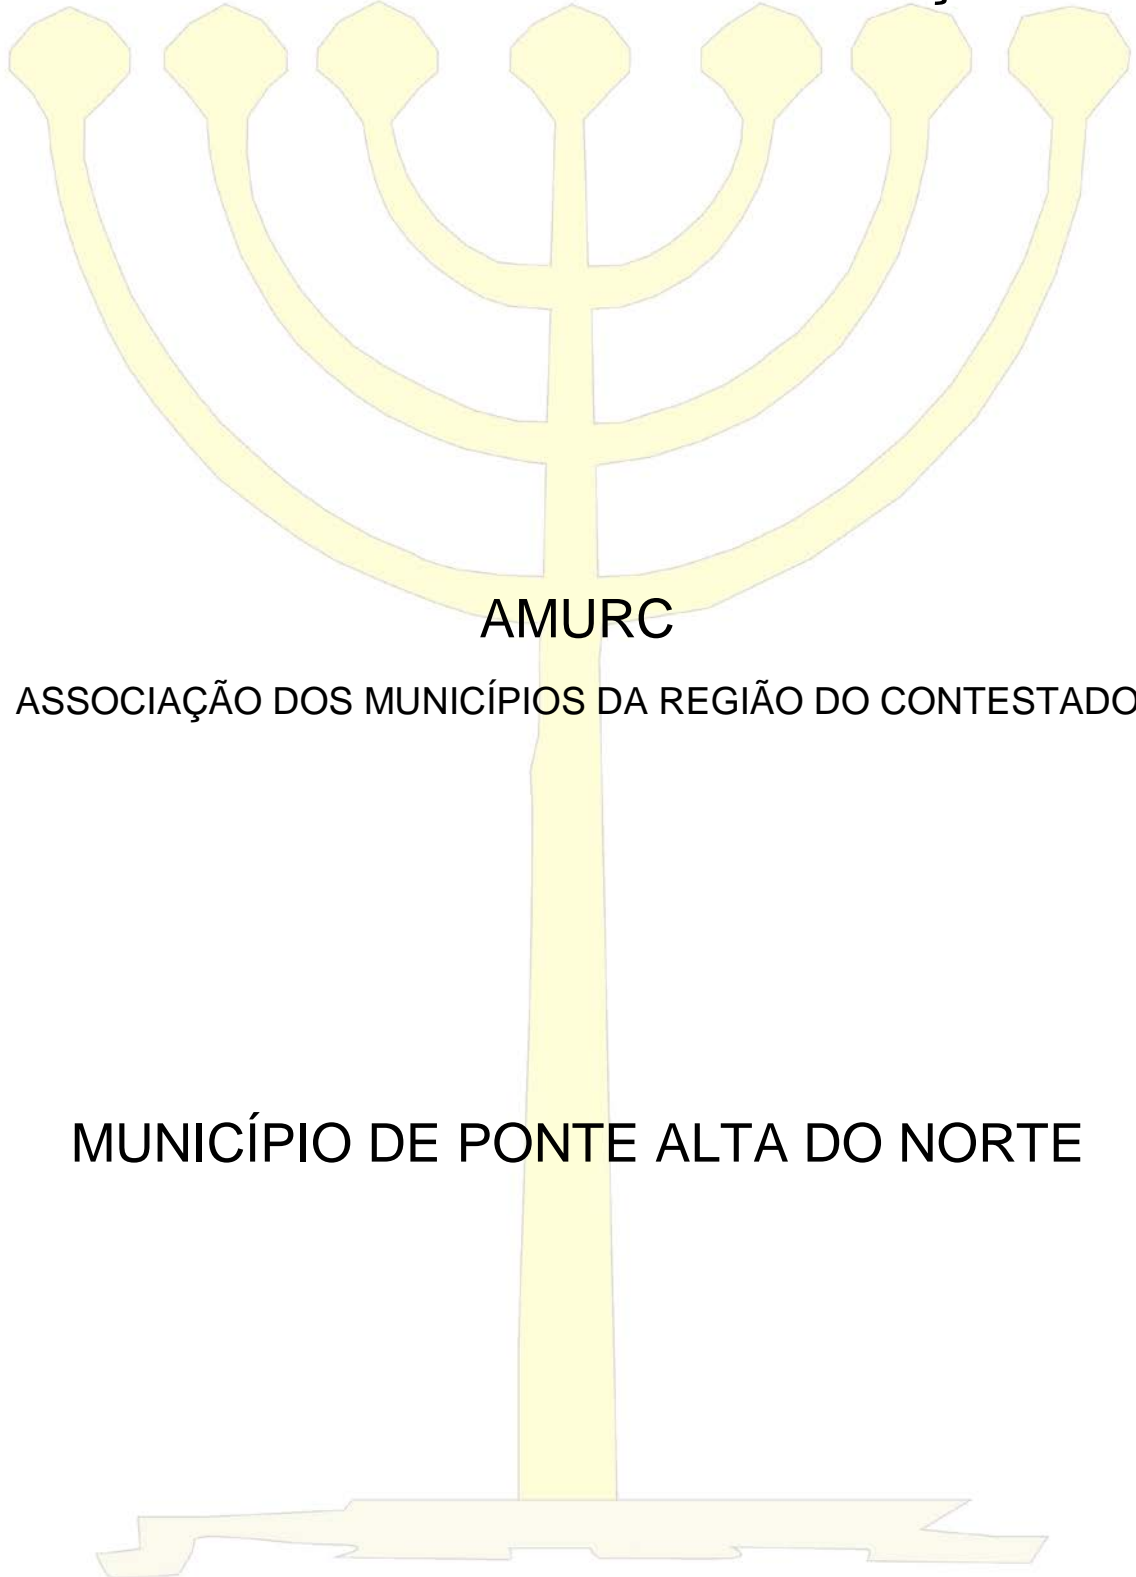 AMURC
ASSOCIAÇÃO DOS MUNICÍPIOS DA REGIÃO DO CONTESTADO
MUNICÍPIO DE PONTE ALTA DO NORTE